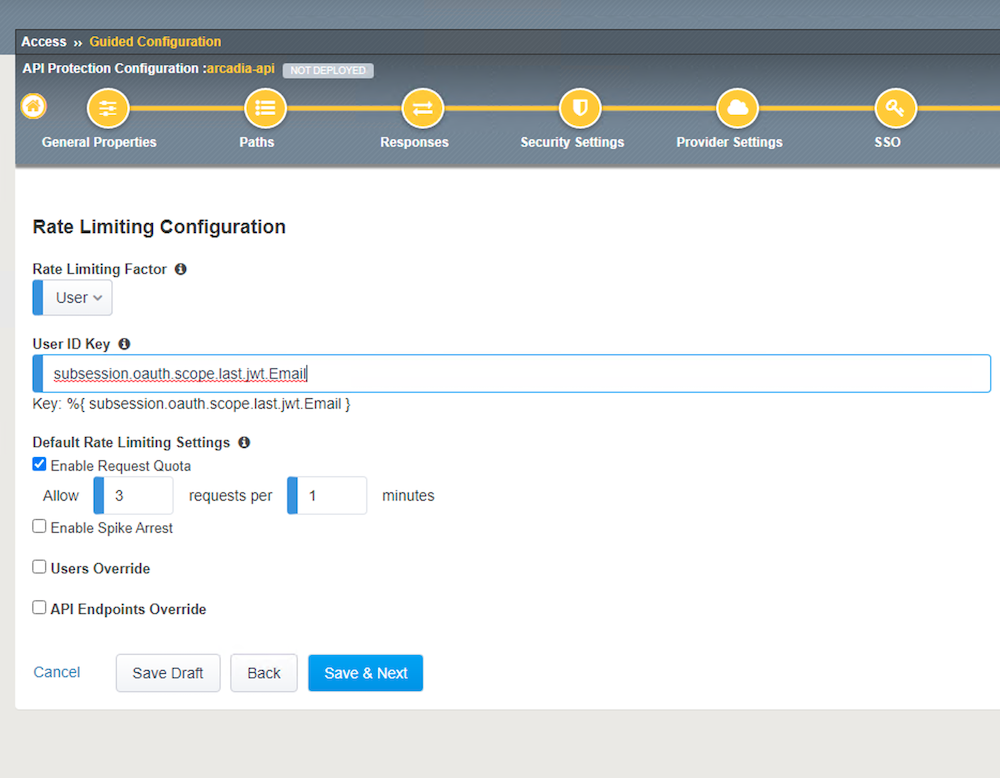 Access » Guided Configuration
API Protection Configuration :arcadia-api NOT DEPLOYED
General Properties Paths Responses Security Settings Provider Settings SSO
Rate Limiting Configuration
Rate Limiting Factor
User
User ID Key
subsession.oauth.scope.last.jwt.Email
Key: %{ subsession.oauth.scope.last.jwt.Email }
Default Rate Limiting Settings
Enable Request Quota
Allow 3 requests per 1 minutes
Enable Spike Arrest
Users Override
API Endpoints Override
Cancel Save Draft Back Save & Next